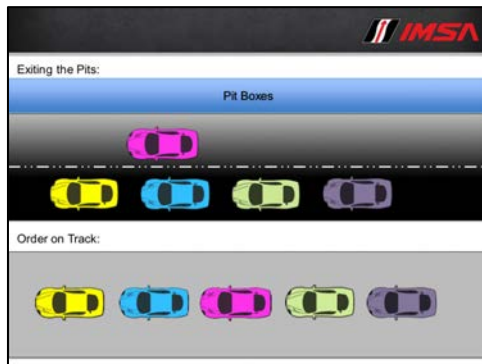 IMSA
Exiting the Pits:
Pit Boxes
Order on Track: